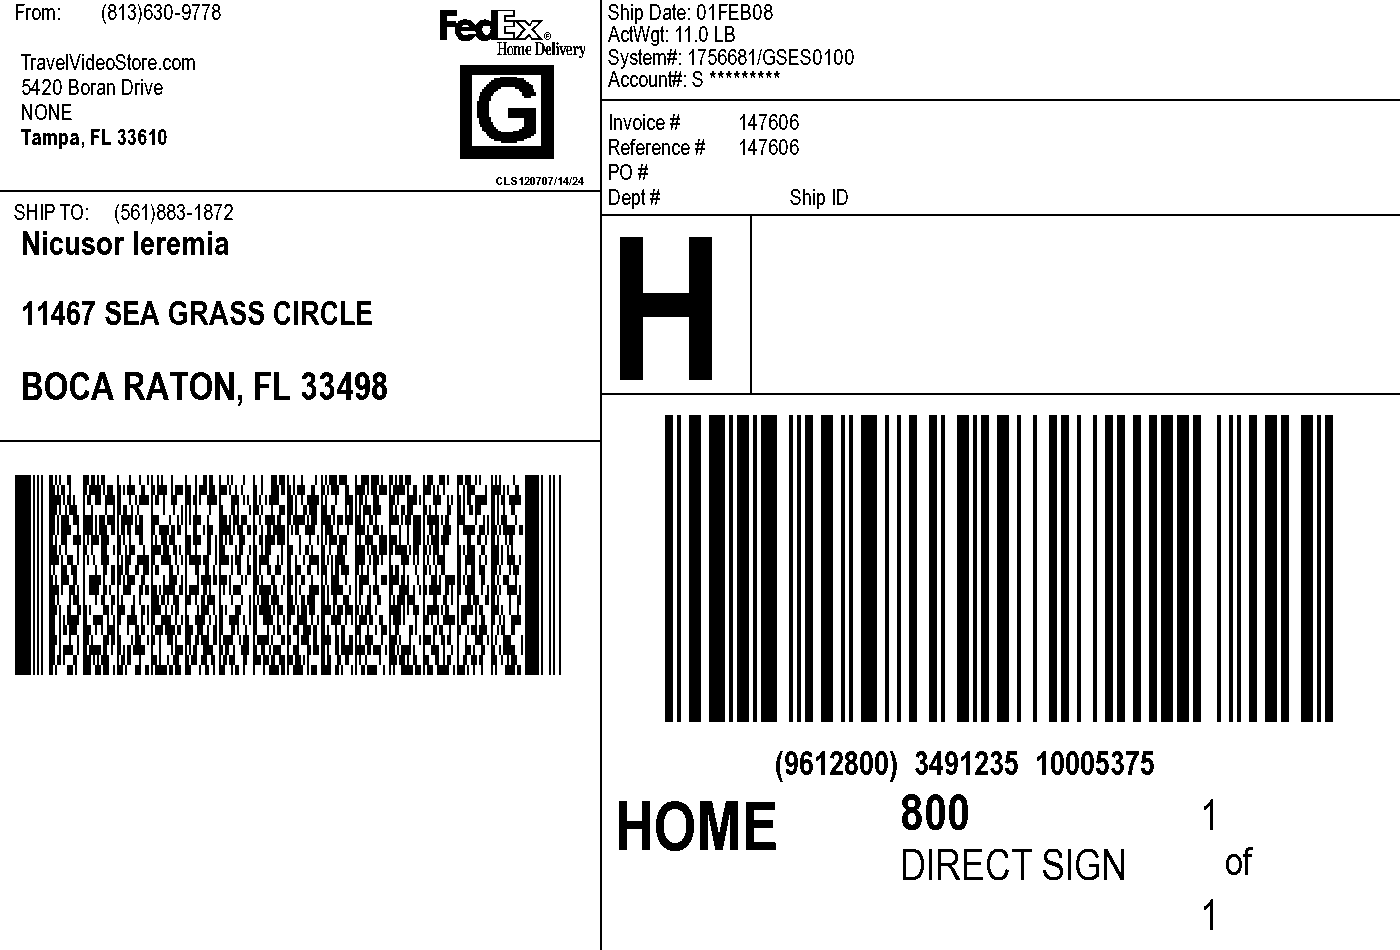 From: (813)630-9778
TravelVideoStore.com
5420 Boran Drive
NONE
Tampa, FL 33610
FedEx®
Home Delivery
G
CLS120707/14/24
Ship Date: 01FEB08
ActWgt: 11.0 LB
System#: 1756681/GSES0100
Account#: S *********
Invoice # 147606
Reference # 147606
PO #
Dept # Ship ID
SHIP TO: (561)883-1872
Nicusor Ieremia
11467 SEA GRASS CIRCLE
BOCA RATON, FL 33498
H
(9612800) 3491235 10005375
HOME
800
DIRECT SIGN
1
of
1